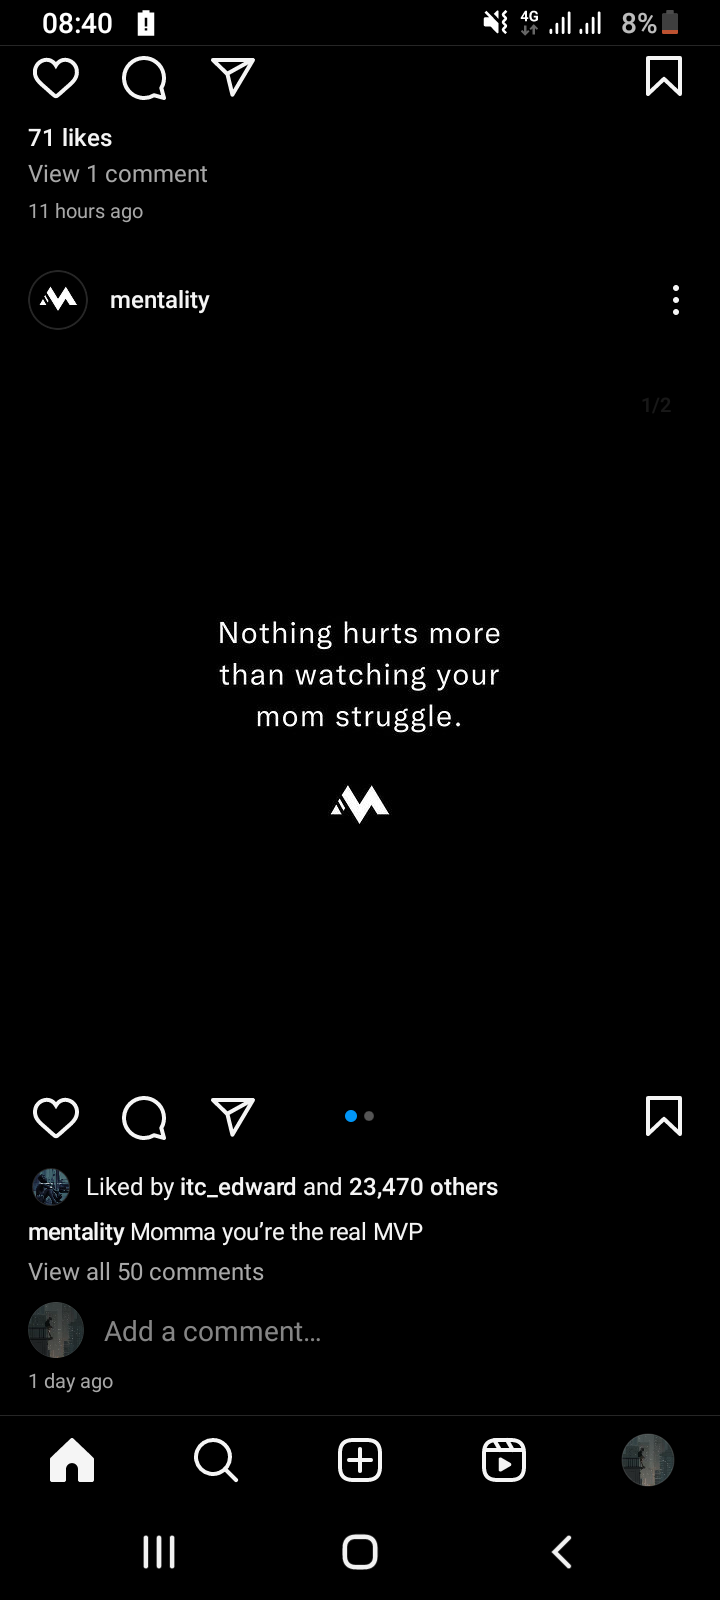 08:40
4G
8%
71 likes
View 1 comment
11 hours ago
mentality
1/2
Nothing hurts more
than watching your
mom struggle.
Liked by itc_edward and 23,470 others
mentality Momma you’re the real MVP
View all 50 comments
Add a comment...
1 day ago